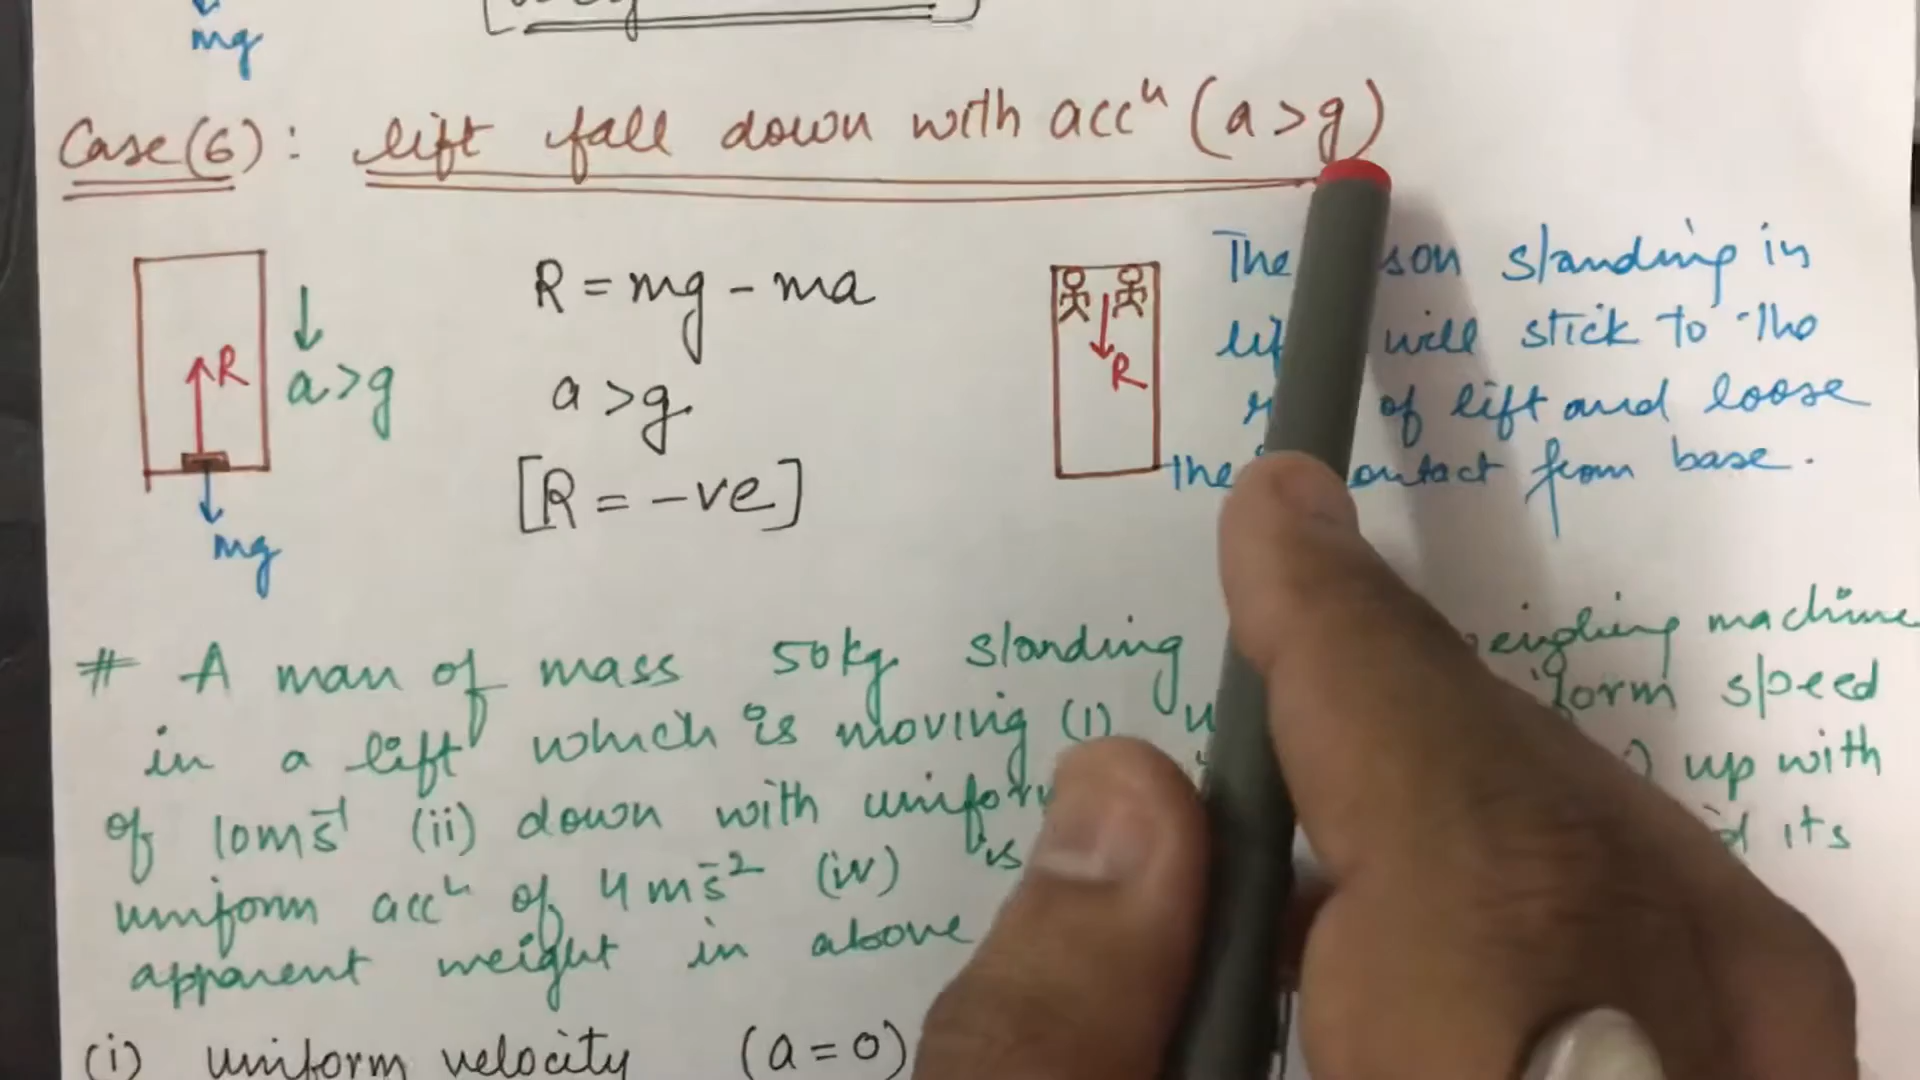 mg
Case(6): lift fall down with accn (a>g)
R
a>g
mg
R = mg - ma
a >g
[R = -ve]
R
The standing in
will stick to the
of lift and loose
the from base.
# A man of mass 50kg standing machine
in a lift which is moving (i) speed
of 10ms-1 (ii) down with up with
uniform accn of 4ms-2 (iv) is its
apparent weight in above
(i) uniform velocity (a=0)